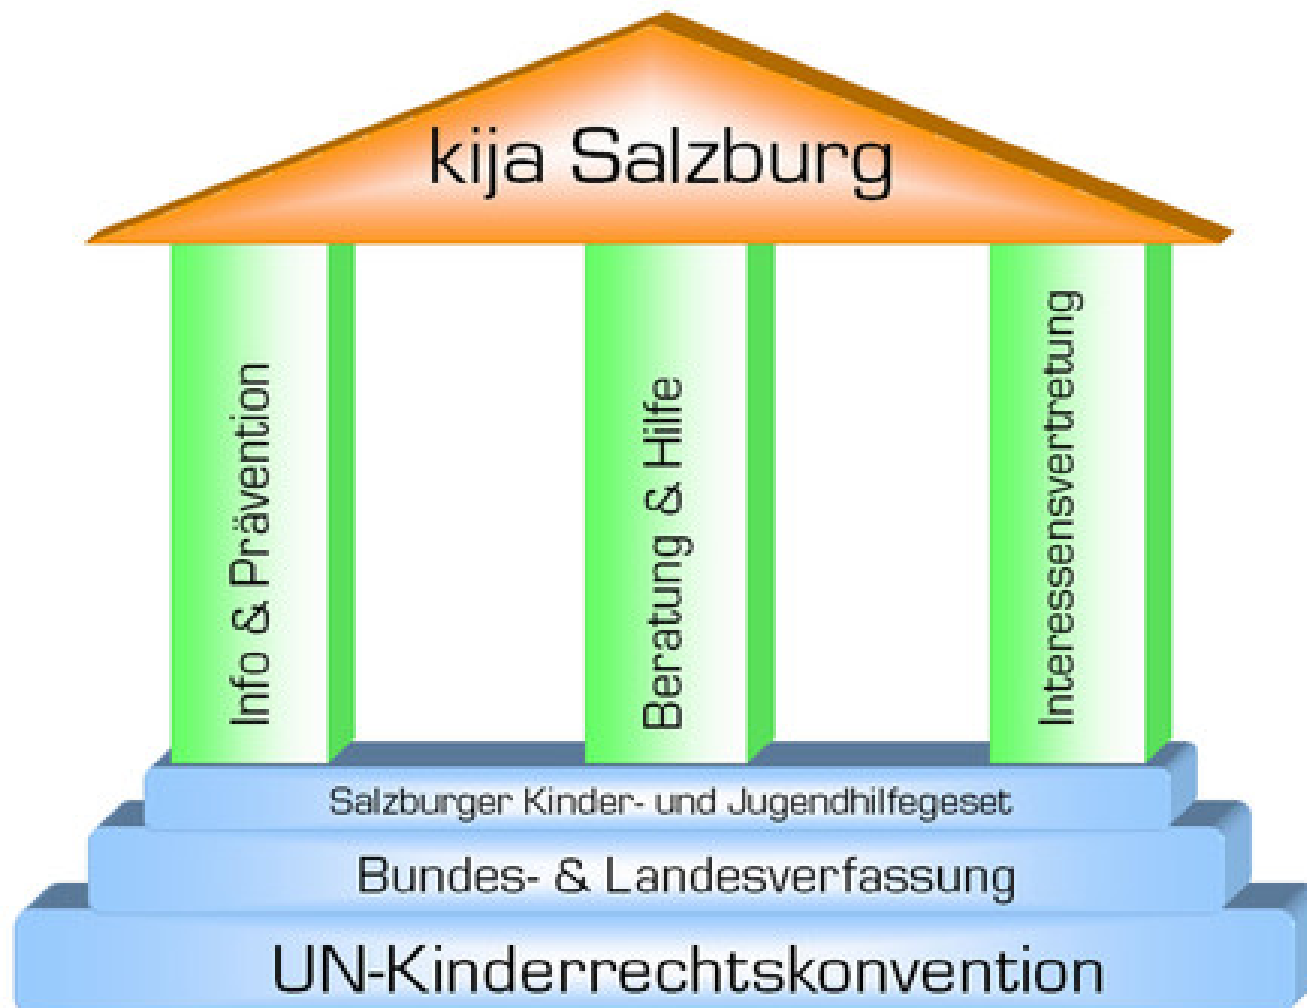 kija Salzburg
Info & Prävention
Beratung & Hilfe
Interessensvertretung
Salzburger Kinder- und Jugendhilfegeset
Bundes- & Landesverfassung
UN-Kinderrechtskonvention